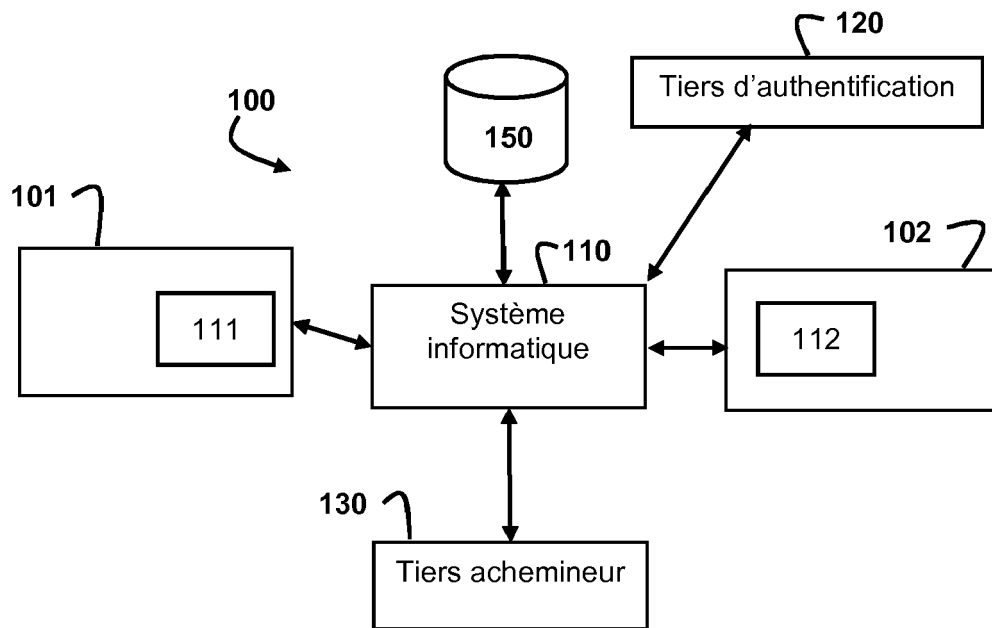 120
Tiers d'authentification
100
150
101
102
110
Système
informatique
111
112
130
Tiers achemineur